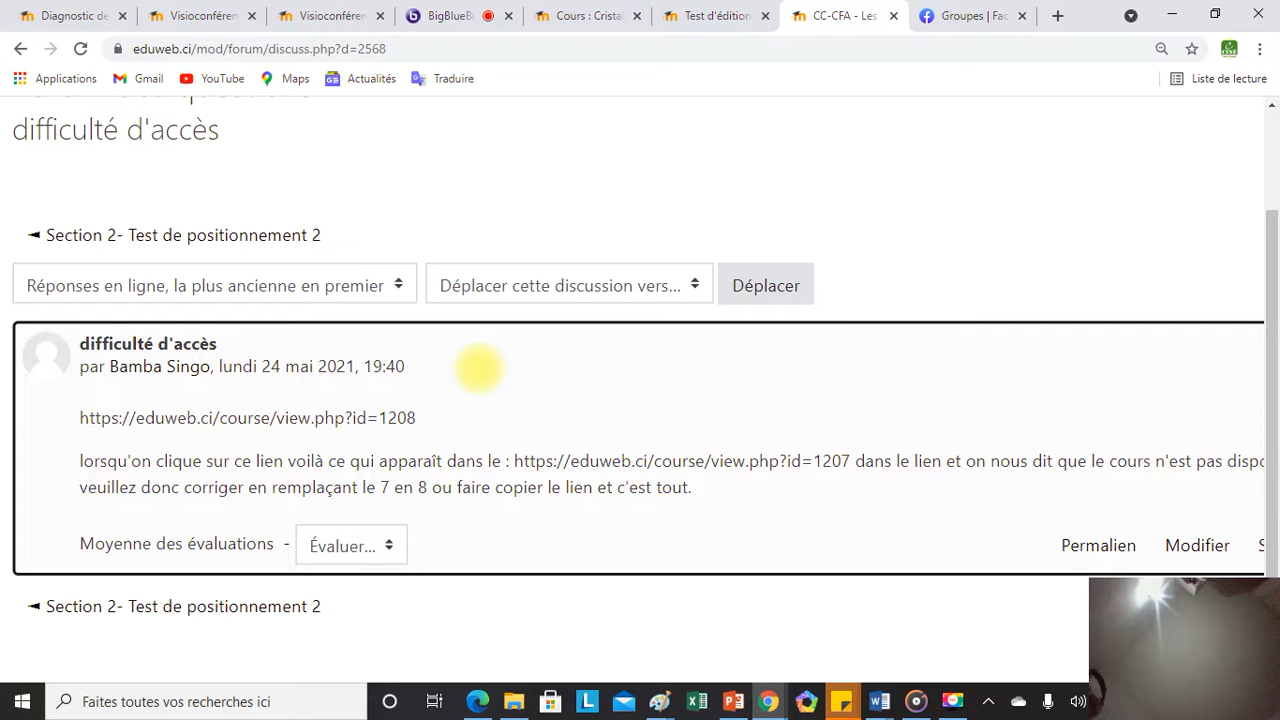 Diagnostic de
Visioconféren
Visioconféren
BigBlueB
Cours : Cristal
Test d'édition
CC-CFA - Les
Groupes | Fac
eduweb.ci/mod/forum/discuss.php?d=2568
Applications
Gmail
YouTube
Maps
Actualités
Traduire
Liste de lecture
difficulté d'accès
Section 2- Test de positionnement 2
Réponses en ligne, la plus ancienne en premier
Déplacer cette discussion vers...
Déplacer
difficulté d'accès
par Bamba Singo, lundi 24 mai 2021, 19:40
https://eduweb.ci/course/view.php?id=1208
lorsqu'on clique sur ce lien voilà ce qui apparaît dans le : https://eduweb.ci/course/view.php?id=1207 dans le lien et on nous dit que le cours n'est pas dispo
veuillez donc corriger en remplaçant le 7 en 8 ou faire copier le lien et c'est tout.
Moyenne des évaluations - Évaluer...
Permalien
Modifier
Section 2- Test de positionnement 2
Faites toutes vos recherches ici